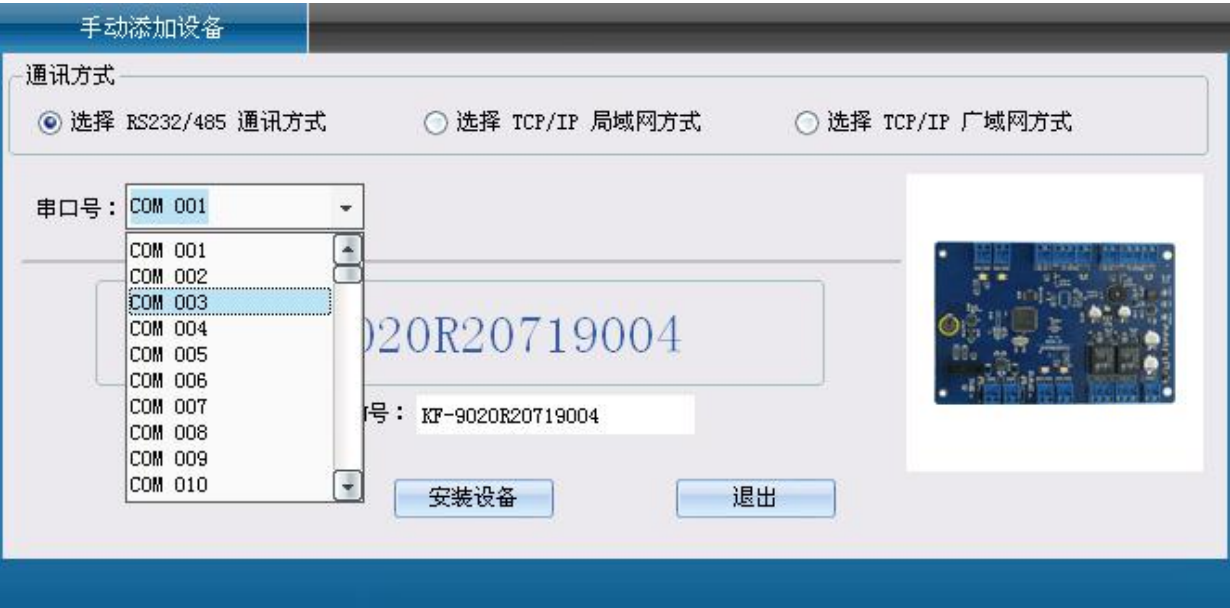 手动添加设备
通讯方式
选择 RS232/485 通讯方式 选择 TCP/IP 局域网方式 选择 TCP/IP 广域网方式
串口号： COM 001
COM 001
COM 002
COM 003
COM 004
COM 005
COM 006
COM 007
COM 008
COM 009
COM 010
020R20719004
号： KF-9020R20719004
安装设备 退出